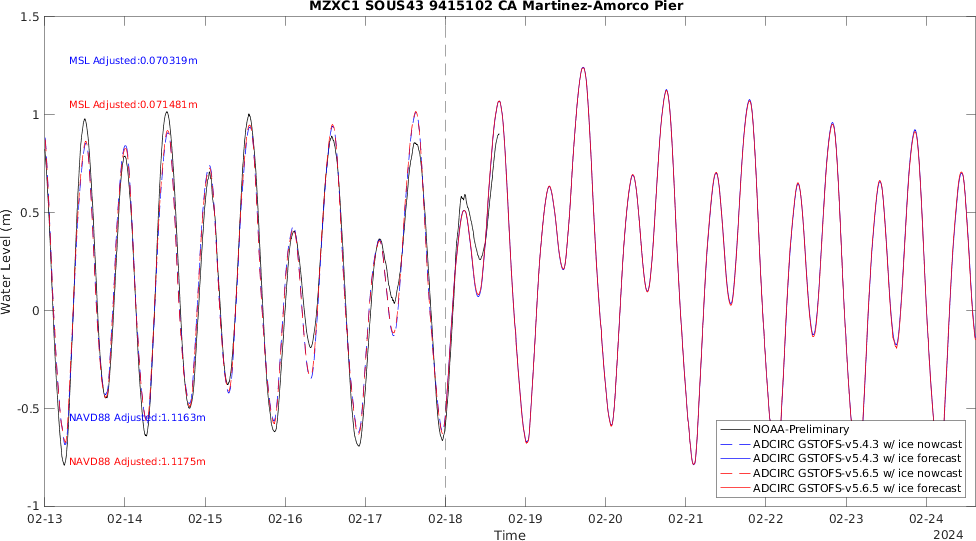 MZXC1 SOUS43 9415102 CA Martinez-Amorco Pier
1.5
1
0.5
0
-0.5
-1
Water Level (m)
MSL Adjusted:0.070319m
MSL Adjusted:0.071481m
NAVD88 Adjusted:1.1163m
NAVD88 Adjusted:1.1175m
NOAA-Preliminary
ADCIRC GSTOFS-v5.4.3 w/ ice nowcast
ADCIRC GSTOFS-v5.4.3 w/ ice forecast
ADCIRC GSTOFS-v5.6.5 w/ ice nowcast
ADCIRC GSTOFS-v5.6.5 w/ ice forecast
02-13 02-14 02-15 02-16 02-17 02-18 02-19 02-20 02-21 02-22 02-23 02-24
Time
2024